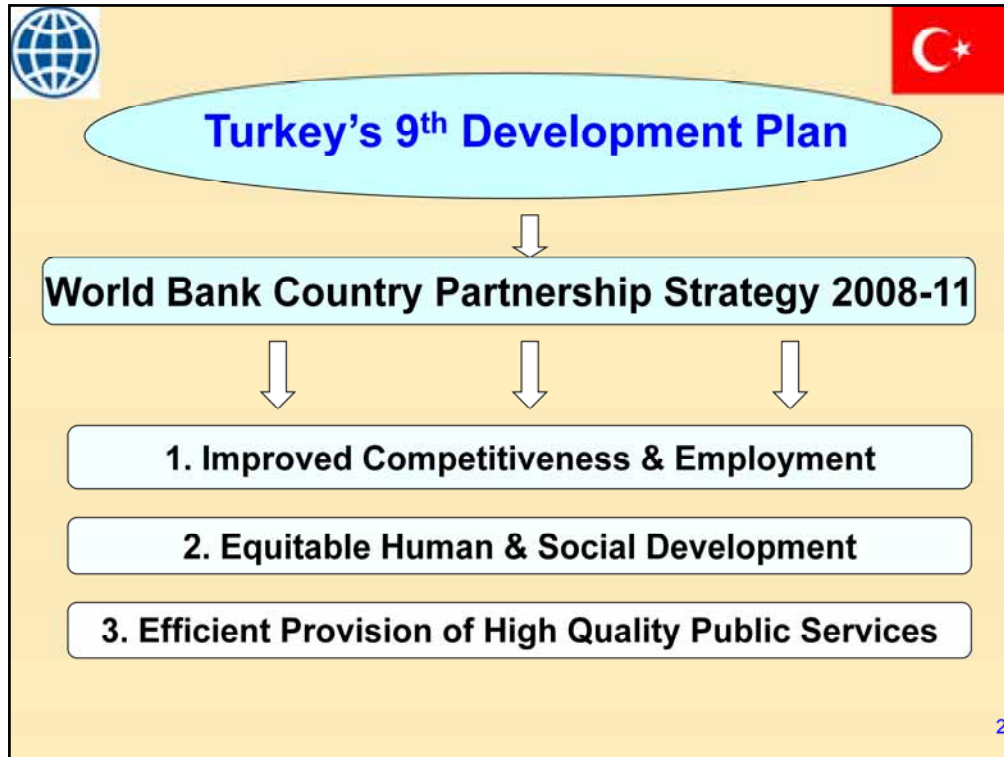 Turkey's 9th Development Plan
World Bank Country Partnership Strategy 2008-11
1. Improved Competitiveness & Employment
2. Equitable Human & Social Development
3. Efficient Provision of High Quality Public Services
2